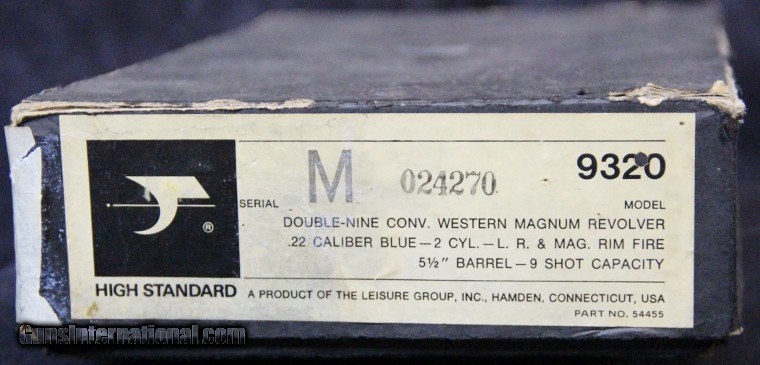 SERIAL M 024270 9320
MODEL
DOUBLE-NINE CONV. WESTERN MAGNUM REVOLVER
.22 CALIBER BLUE—2 CYL.—L. R. & MAG. RIM FIRE
5½" BARREL—9 SHOT CAPACITY
®
HIGH STANDARD A PRODUCT OF THE LEISURE GROUP, INC., HAMDEN, CONNECTICUT, USA
PART NO. 54455
GunsInternational.com